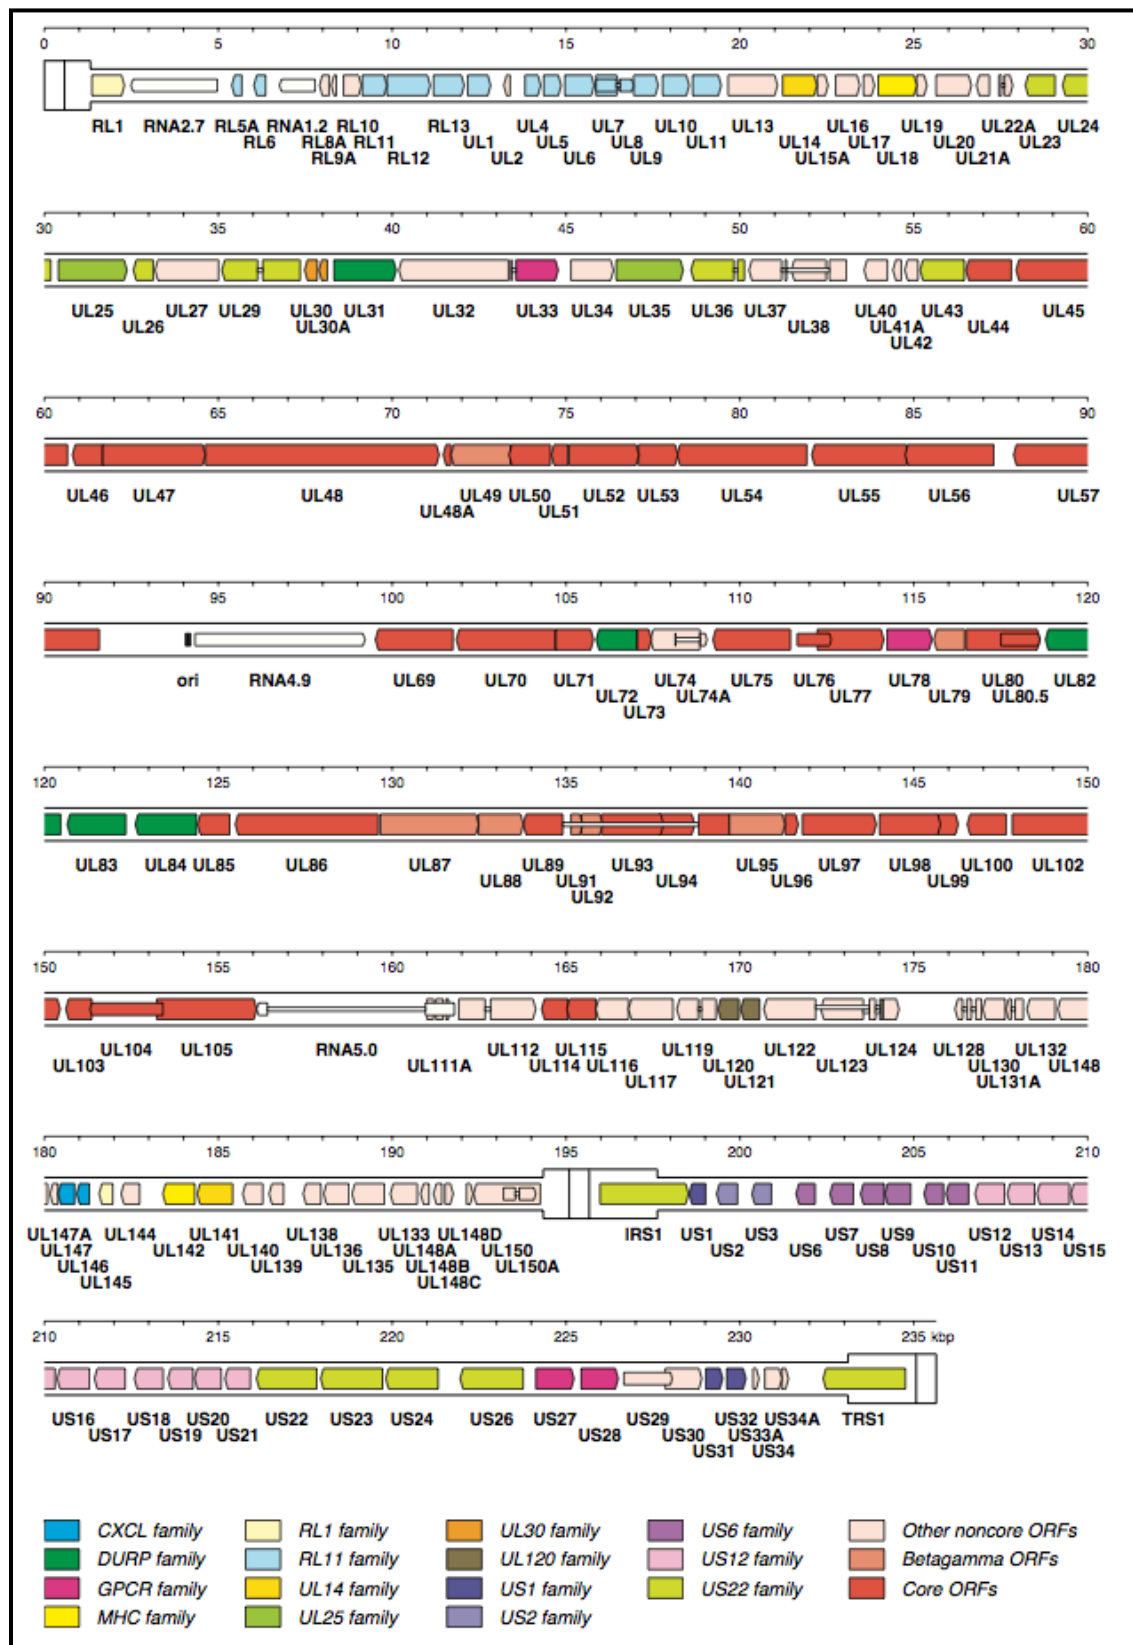 0 5 10 15 20 25 30
RL1 RNA2.7 RL5A RNA1.2 RL10 RL13 UL4 UL7 UL10 UL13 UL16 UL19 UL22A UL24
RL6 RL8A RL11 UL1 UL5 UL8 UL11 UL14 UL17 UL20 UL23
RL9A RL12 UL2 UL6 UL9 UL15A UL18 UL21A
30 35 40 45 50 55 60
UL25 UL27 UL29 UL30 UL31 UL32 UL33 UL34 UL35 UL36 UL37 UL40 UL43 UL45
UL26 UL30A UL38 UL41A UL44
UL42
60 65 70 75 80 85 90
UL46 UL47 UL48 UL49 UL50 UL52 UL53 UL54 UL55 UL56 UL57
UL48A UL51
90 95 100 105 110 115 120
ori RNA4.9 UL69 UL70 UL71 UL74 UL75 UL76 UL78 UL80 UL82
UL72 UL74A UL77 UL79 UL80.5
UL73
120 125 130 135 140 145 150
UL83 UL84 UL85 UL86 UL87 UL89 UL93 UL95 UL97 UL98 UL100 UL102
UL88 UL91 UL94 UL96 UL99
UL92
150 155 160 165 170 175 180
UL104 UL105 RNA5.0 UL112 UL115 UL119 UL122 UL124 UL128 UL132
UL103 UL111A UL114 UL116 UL120 UL123 UL130 UL148
UL117 UL121 UL131A
180 185 190 195 200 205 210
UL147A UL144 UL141 UL138 UL133 UL148D IRS1 US1 US3 US7 US9 US12 US14
UL147 UL142 UL140 UL136 UL148A UL150 US2 US6 US8 US10 US13 US15
UL146 UL139 UL135 UL148B UL150A US11
UL145 UL148C
210 215 220 225 230 235 kbp
US16 US18 US20 US22 US23 US24 US26 US27 US29 US32 US34A TRS1
US17 US19 US21 US28 US30 US33A
US31 US34
CXCL family RL1 family UL30 family US6 family Other noncore ORFs
DURP family RL11 family UL120 family US12 family Betagamma ORFs
GPCR family UL14 family US1 family US22 family Core ORFs
MHC family UL25 family US2 family